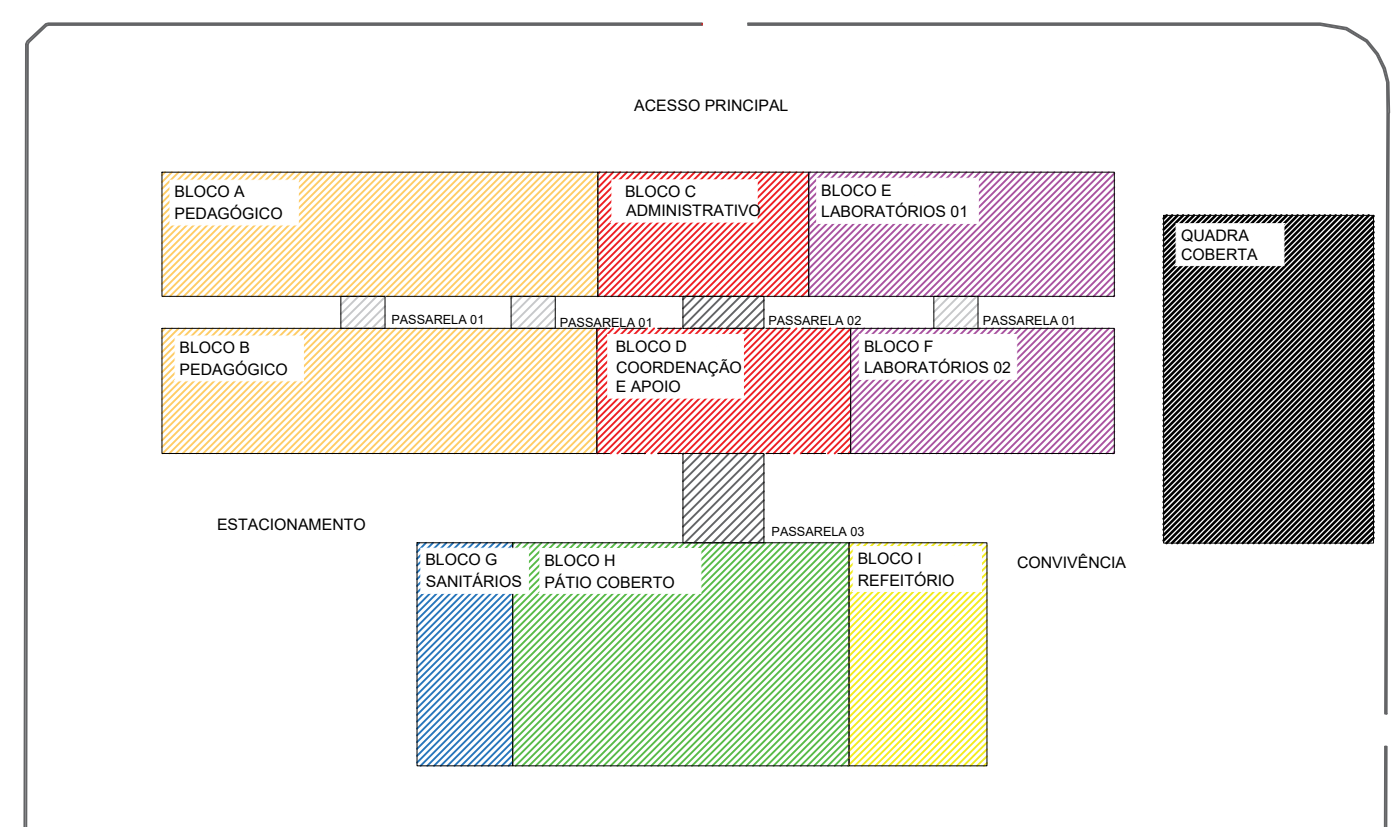 ACESSO PRINCIPAL
BLOCO A
PEDAGÓGICO
BLOCO C
ADMINISTRATIVO
BLOCO E
LABORATÓRIOS 01
QUADRA
COBERTA
PASSARELA 01
PASSARELA 01
PASSARELA 02
PASSARELA 01
BLOCO B
PEDAGÓGICO
BLOCO D
COORDENAÇÃO
E APOIO
BLOCO F
LABORATÓRIOS 02
ESTACIONAMENTO
PASSARELA 03
BLOCO G
SANITÁRIOS
BLOCO H
PÁTIO COBERTO
BLOCO I
REFEITÓRIO
CONVIVÊNCIA